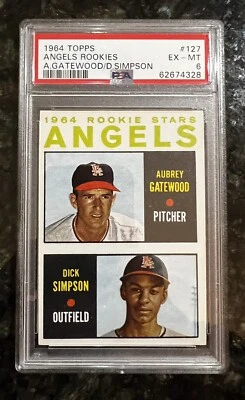 1964 TOPPS #127
ANGELS ROOKIES EX-MT
A.GATEWOOD/D.SIMPSON PSA 6
62674328
1964 ROOKIE STARS
ANGELS
AUBREY
GATEWOOD
PITCHER
DICK
SIMPSON
OUTFIELD